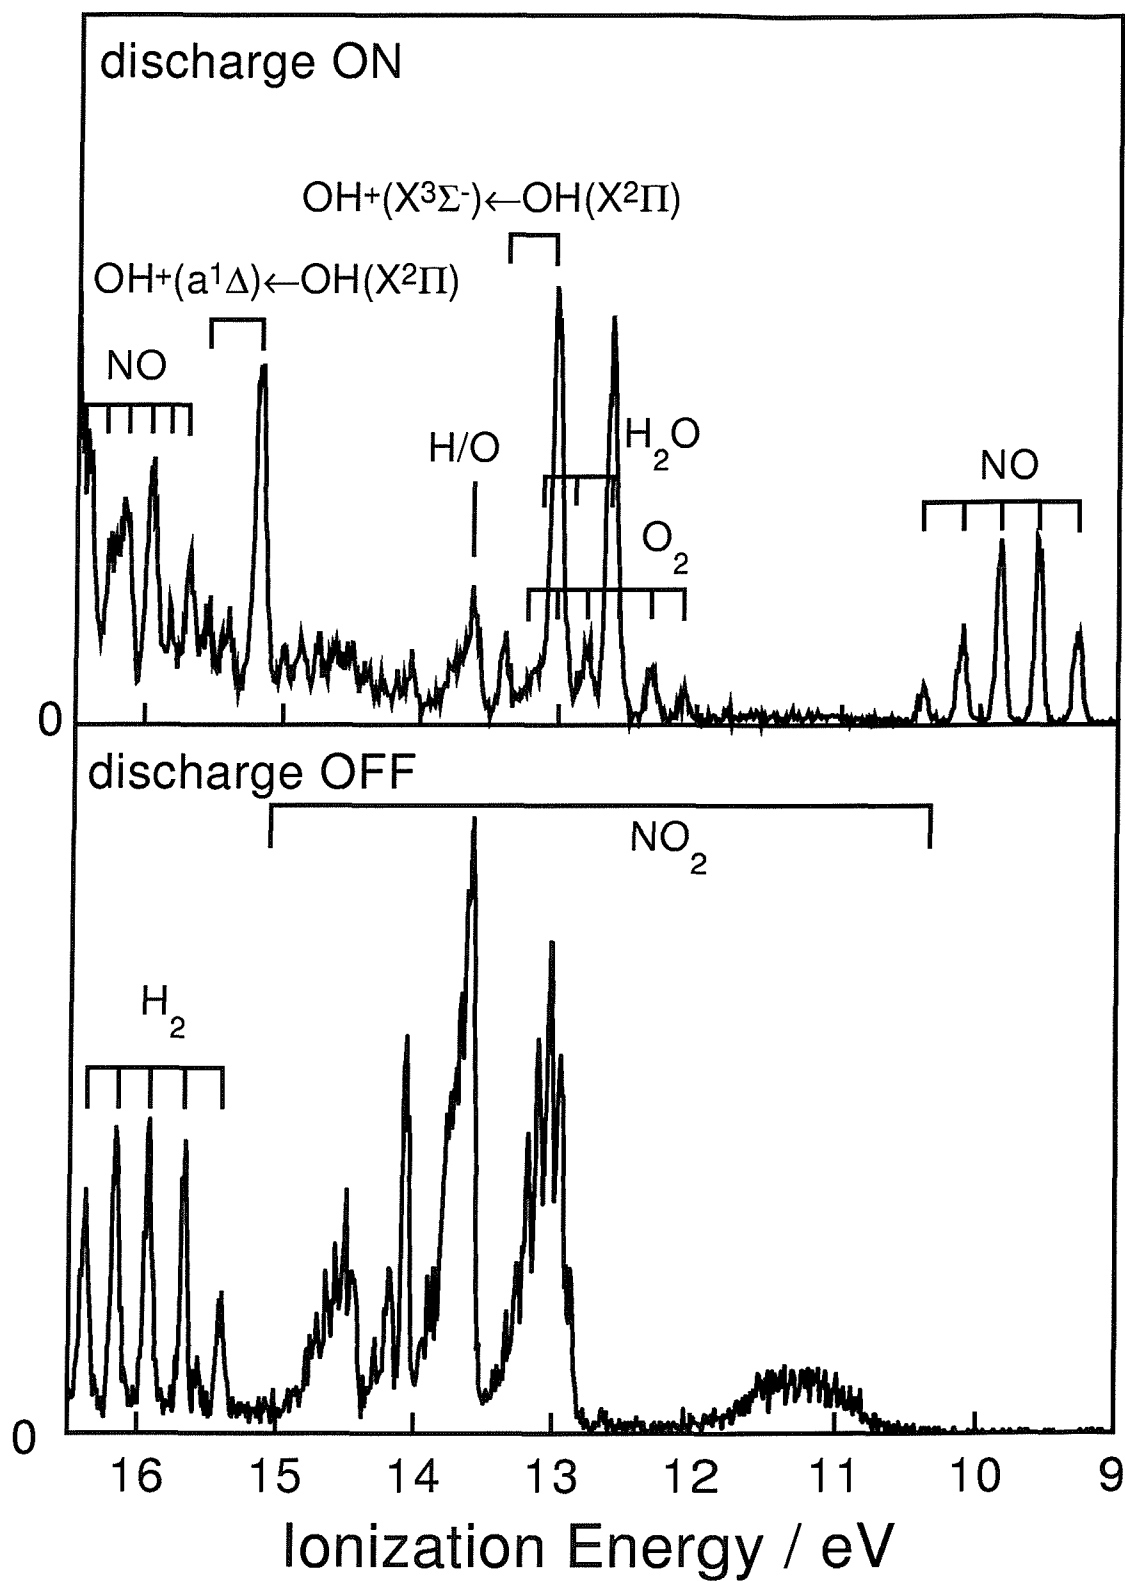 discharge ON
OH+(X3Σ-)←OH(X2Π)
OH+(a1Δ)←OH(X2Π)
NO
H/O
H2O
NO
O2
0
discharge OFF
NO2
H2
0
16 15 14 13 12 11 10 9
Ionization Energy / eV